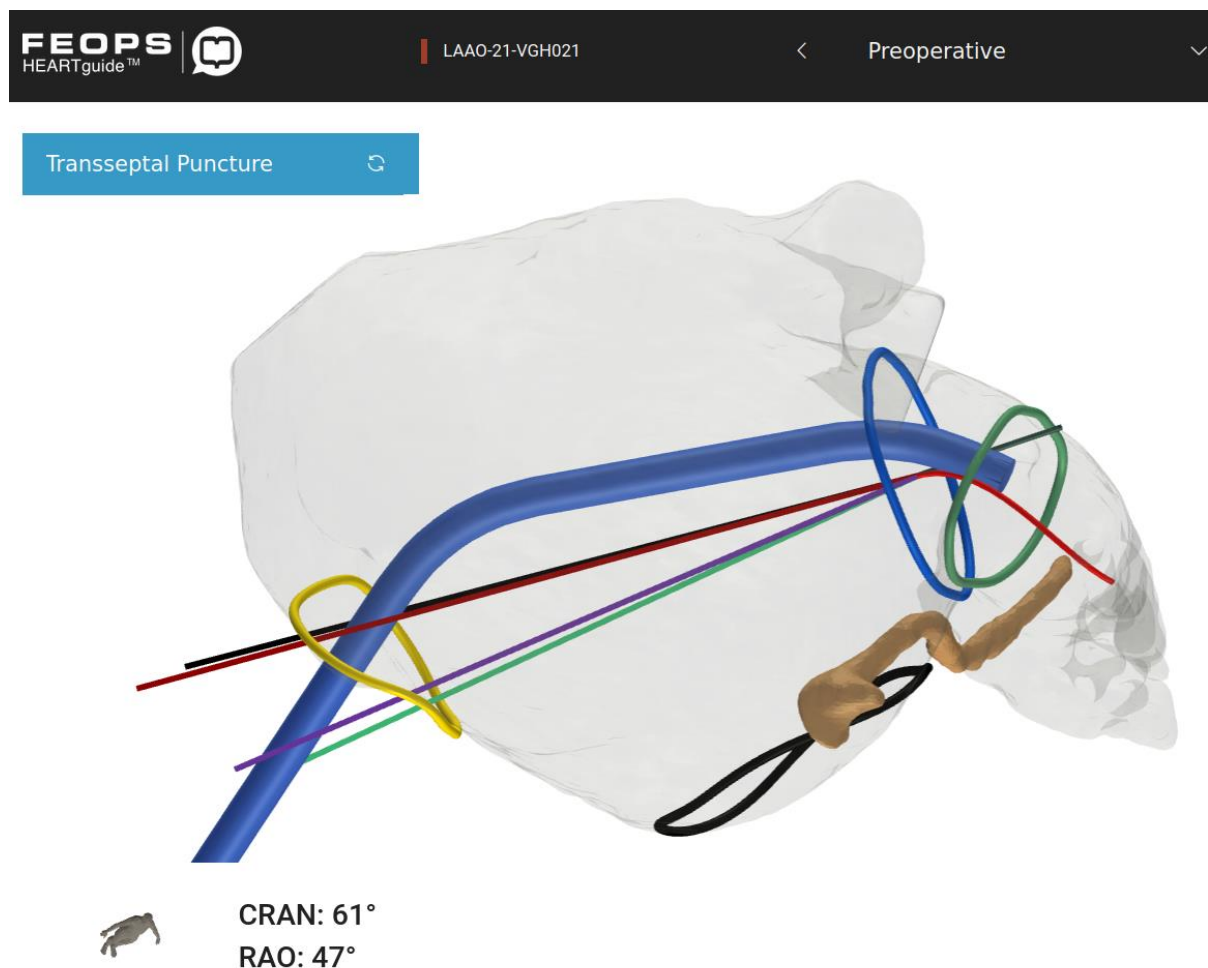 FEOPS
HEARTguide™
LAAO-21-VGH021
Preoperative
Transseptal Puncture
CRAN: 61°
RAO: 47°